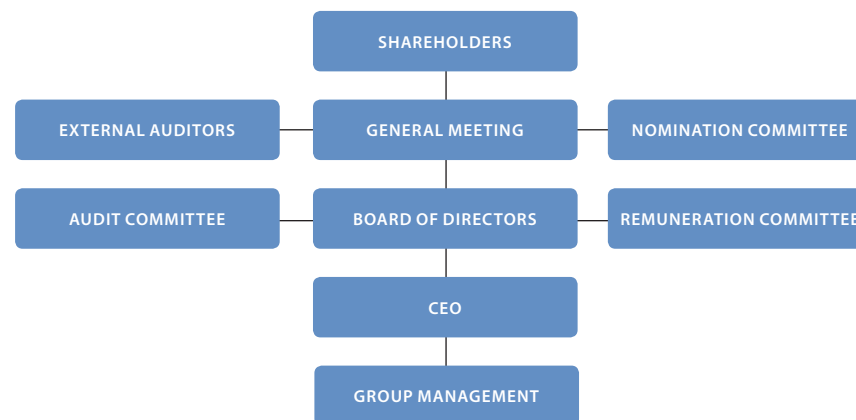 SHAREHOLDERS
EXTERNAL AUDITORS
GENERAL MEETING
NOMINATION COMMITTEE
AUDIT COMMITTEE
BOARD OF DIRECTORS
REMUNERATION COMMITTEE
CEO
GROUP MANAGEMENT